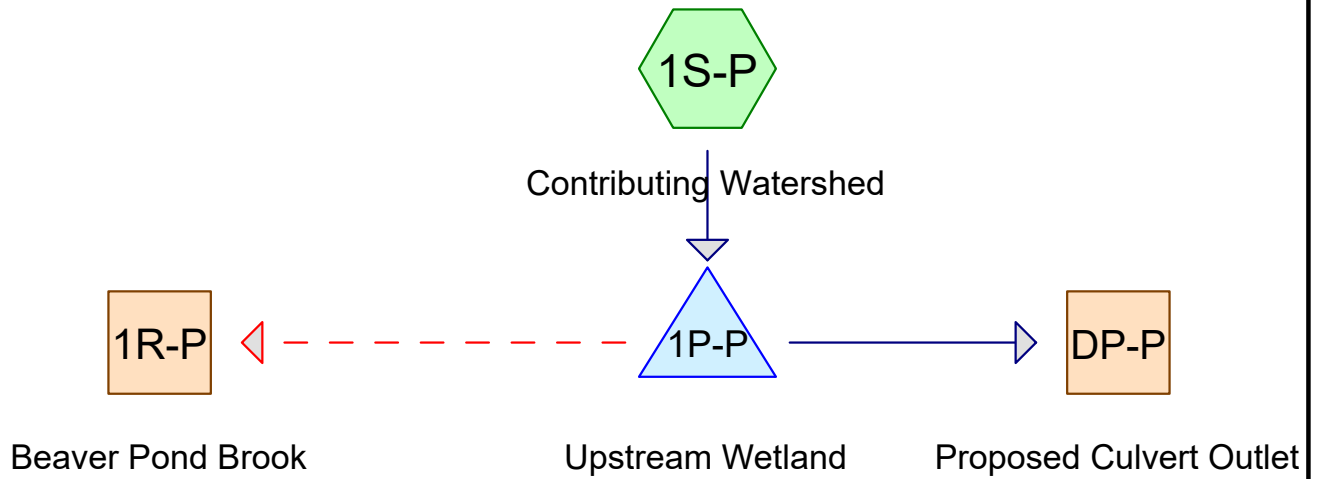 1S-P
Contributing Watershed
1R-P
1P-P
DP-P
Beaver Pond Brook
Upstream Wetland
Proposed Culvert Outlet